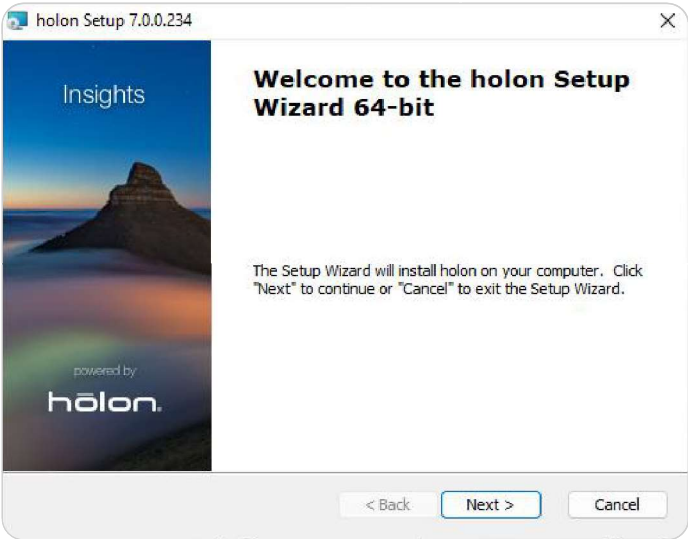 holon Setup 7.0.0.234
Insights
powered by
hōlon.
Welcome to the holon Setup
Wizard 64-bit
The Setup Wizard will install holon on your computer. Click
"Next" to continue or "Cancel" to exit the Setup Wizard.
< Back
Next >
Cancel